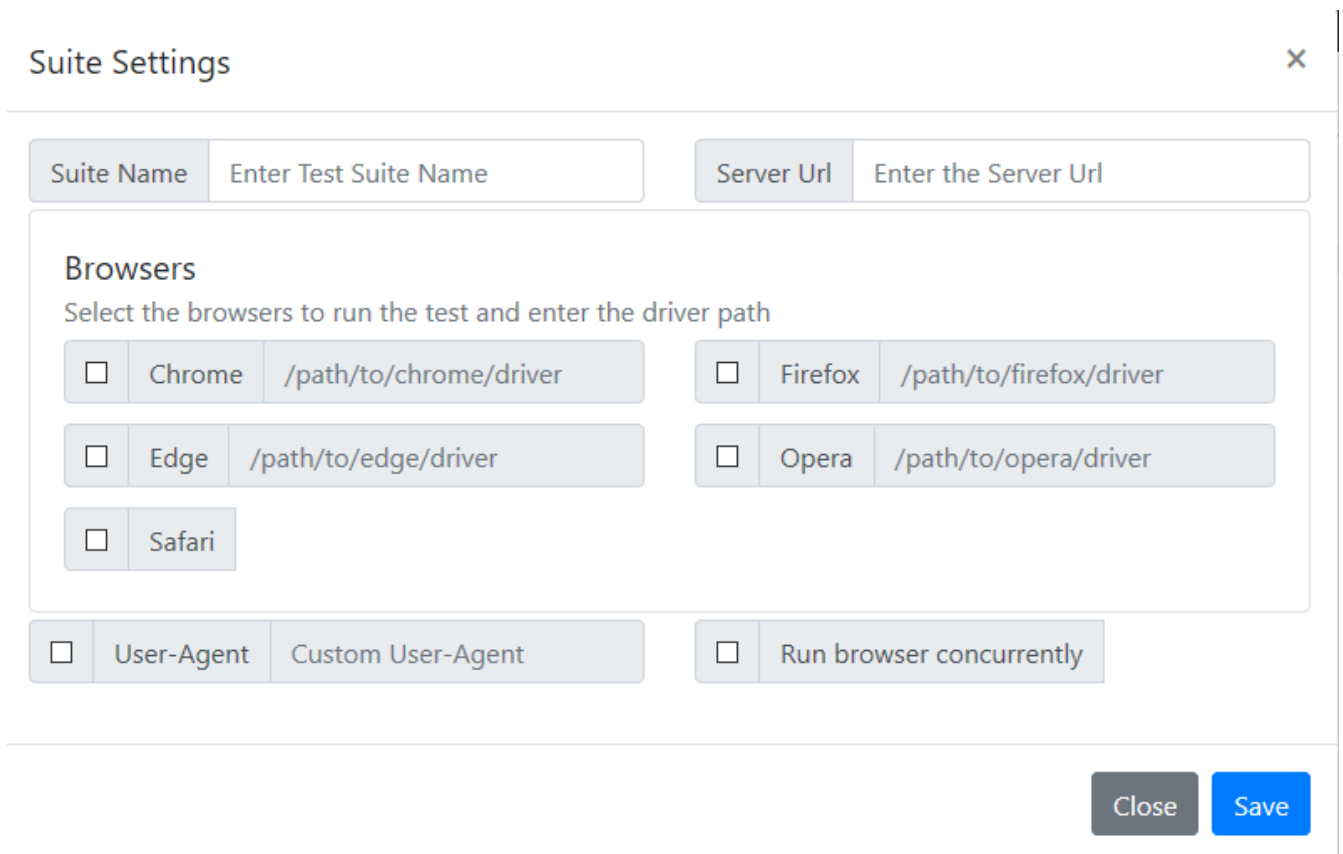 Suite Settings ×
Suite Name Enter Test Suite Name Server Url Enter the Server Url
Browsers
Select the browsers to run the test and enter the driver path
Chrome /path/to/chrome/driver Firefox /path/to/firefox/driver
Edge /path/to/edge/driver Opera /path/to/opera/driver
Safari
User-Agent Custom User-Agent Run browser concurrently
Close Save